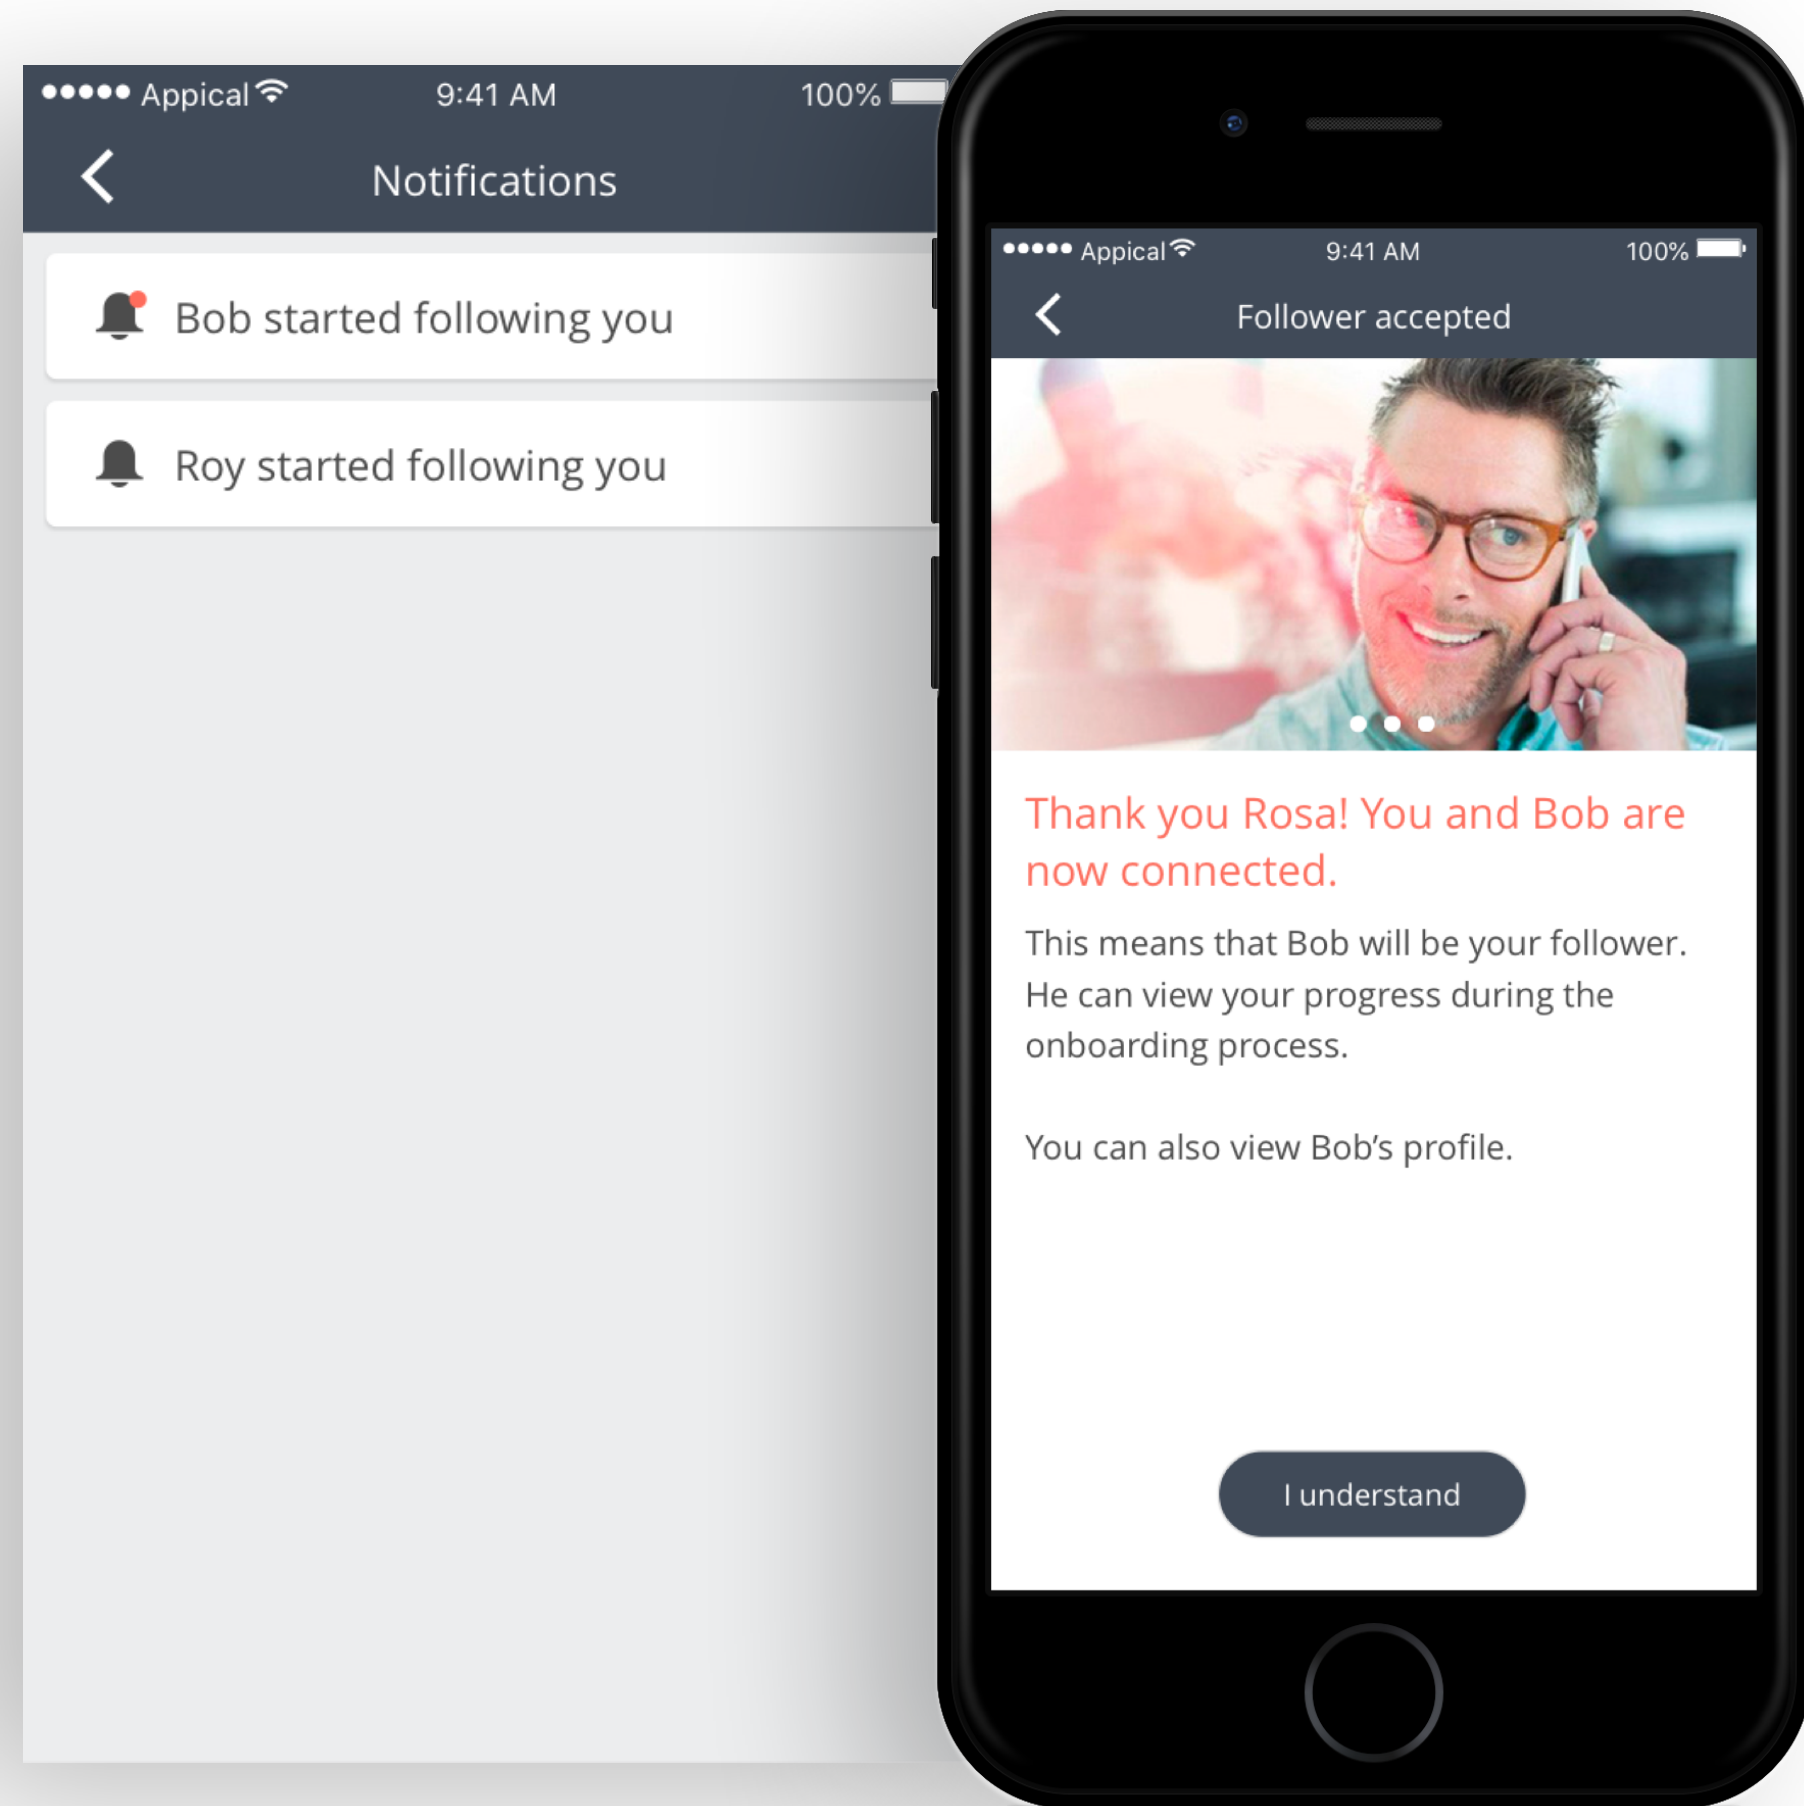 Appical 9:41 AM 100%
Notifications
Bob started following you
Roy started following you
Appical 9:41 AM 100%
Follower accepted
Thank you Rosa! You and Bob are
now connected.
This means that Bob will be your follower.
He can view your progress during the
onboarding process.
You can also view Bob’s profile.
I understand